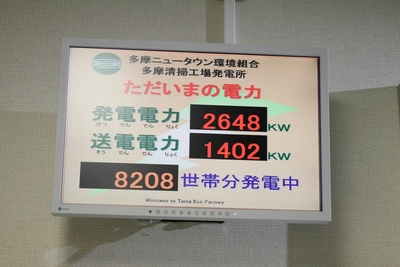 多摩ニュータウン環境組合
多摩清掃工場発電所
ただいまの電力
発電電力 2648 KW
はつ でん でん りょく
送電電力 1402 KW
そう でん でん りょく
8208 世帯分発電中
Welcome to Tama Eco Factory